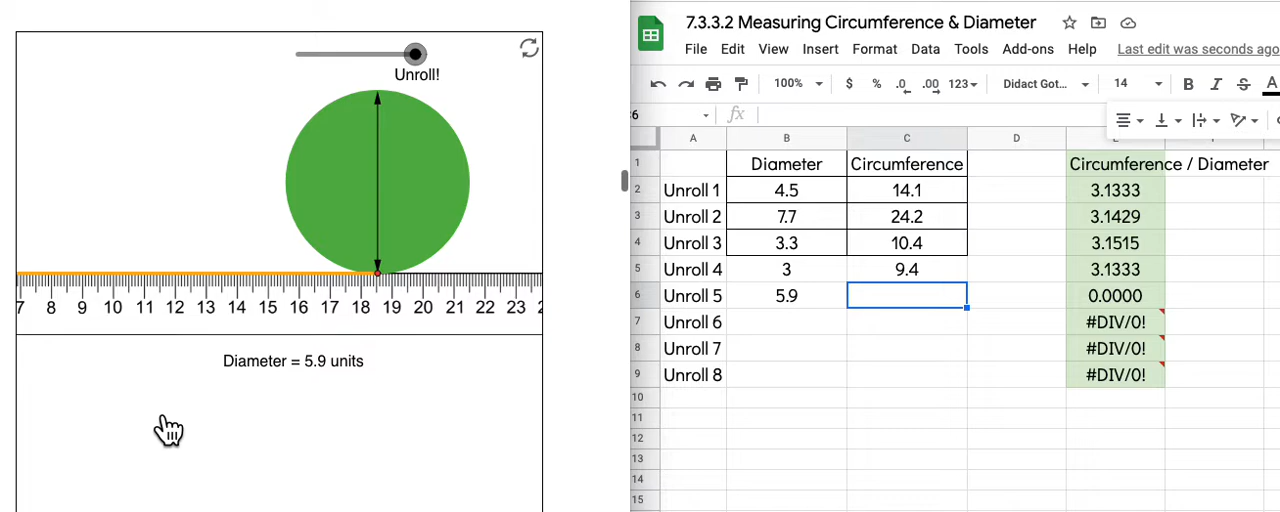 Unroll!
7 8 9 10 11 12 13 14 15 16 17 18 19 20 21 22 23
Diameter = 5.9 units
7.3.3.2 Measuring Circumference & Diameter
File Edit View Insert Format Data Tools Add-ons Help Last edit was seconds ago
100% $ % .0 .00 123 Didact Got... 14 B I S A
6 fx
A B C D
1 Diameter Circumference Circumference / Diameter
2 Unroll 1 4.5 14.1 3.1333
3 Unroll 2 7.7 24.2 3.1429
4 Unroll 3 3.3 10.4 3.1515
5 Unroll 4 3 9.4 3.1333
6 Unroll 5 5.9 0.0000
7 Unroll 6 #DIV/0!
8 Unroll 7 #DIV/0!
9 Unroll 8 #DIV/0!
10
11
12
13
14
15